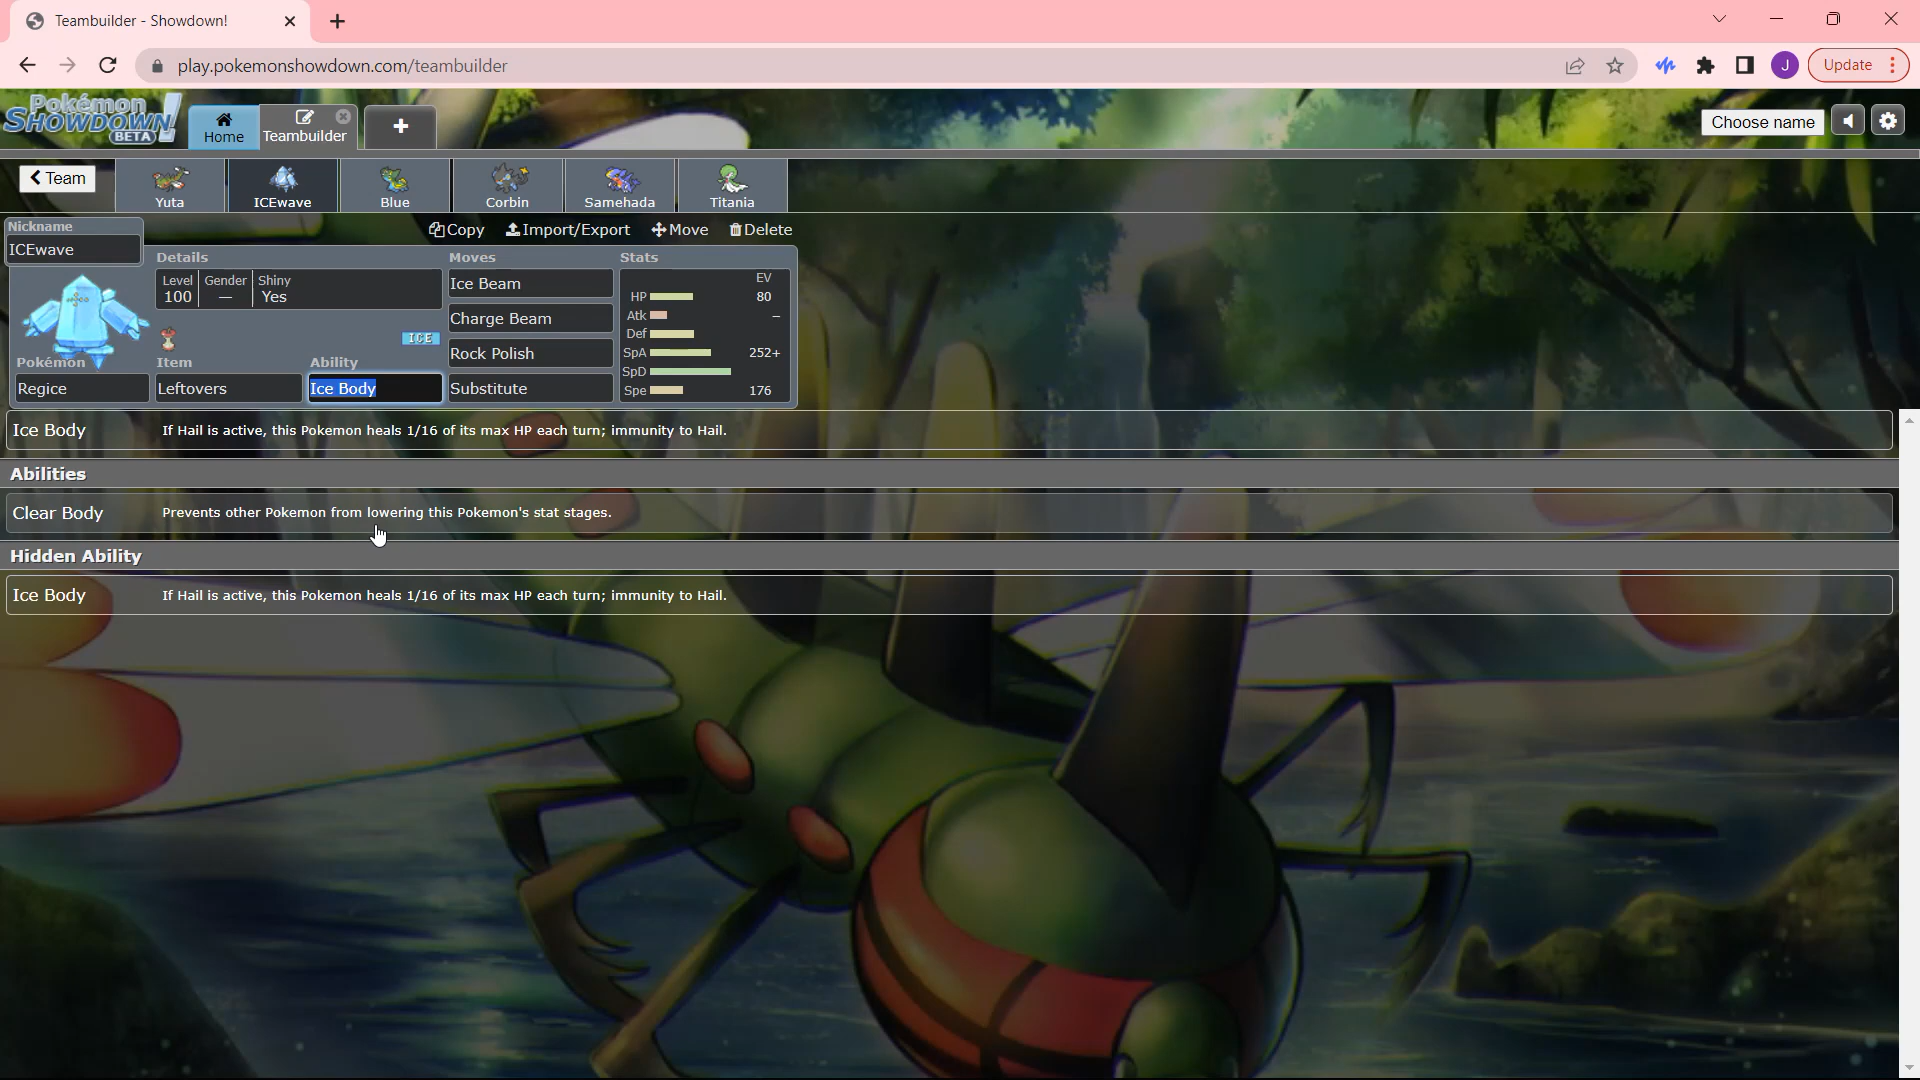 Teambuilder - Showdown!
play.pokemonshowdown.com/teambuilder
J
Update
Pokémon
SHOWDOWN!
BETA
Home
Teambuilder
Choose name
Team
Yuta
ICEwave
Blue
Corbin
Samehada
Titania
Nickname
ICEwave
Copy
Import/Export
Move
Delete
Details
Level
100
Gender
—
Shiny
Yes
ICE
Pokémon
Regice
Item
Leftovers
Ability
Ice Body
Moves
Ice Beam
Charge Beam
Rock Polish
Substitute
Stats
EV
HP 80
Atk –
Def
SpA 252+
SpD
Spe 176
Ice Body If Hail is active, this Pokemon heals 1/16 of its max HP each turn; immunity to Hail.
Abilities
Clear Body Prevents other Pokemon from lowering this Pokemon's stat stages.
Hidden Ability
Ice Body If Hail is active, this Pokemon heals 1/16 of its max HP each turn; immunity to Hail.